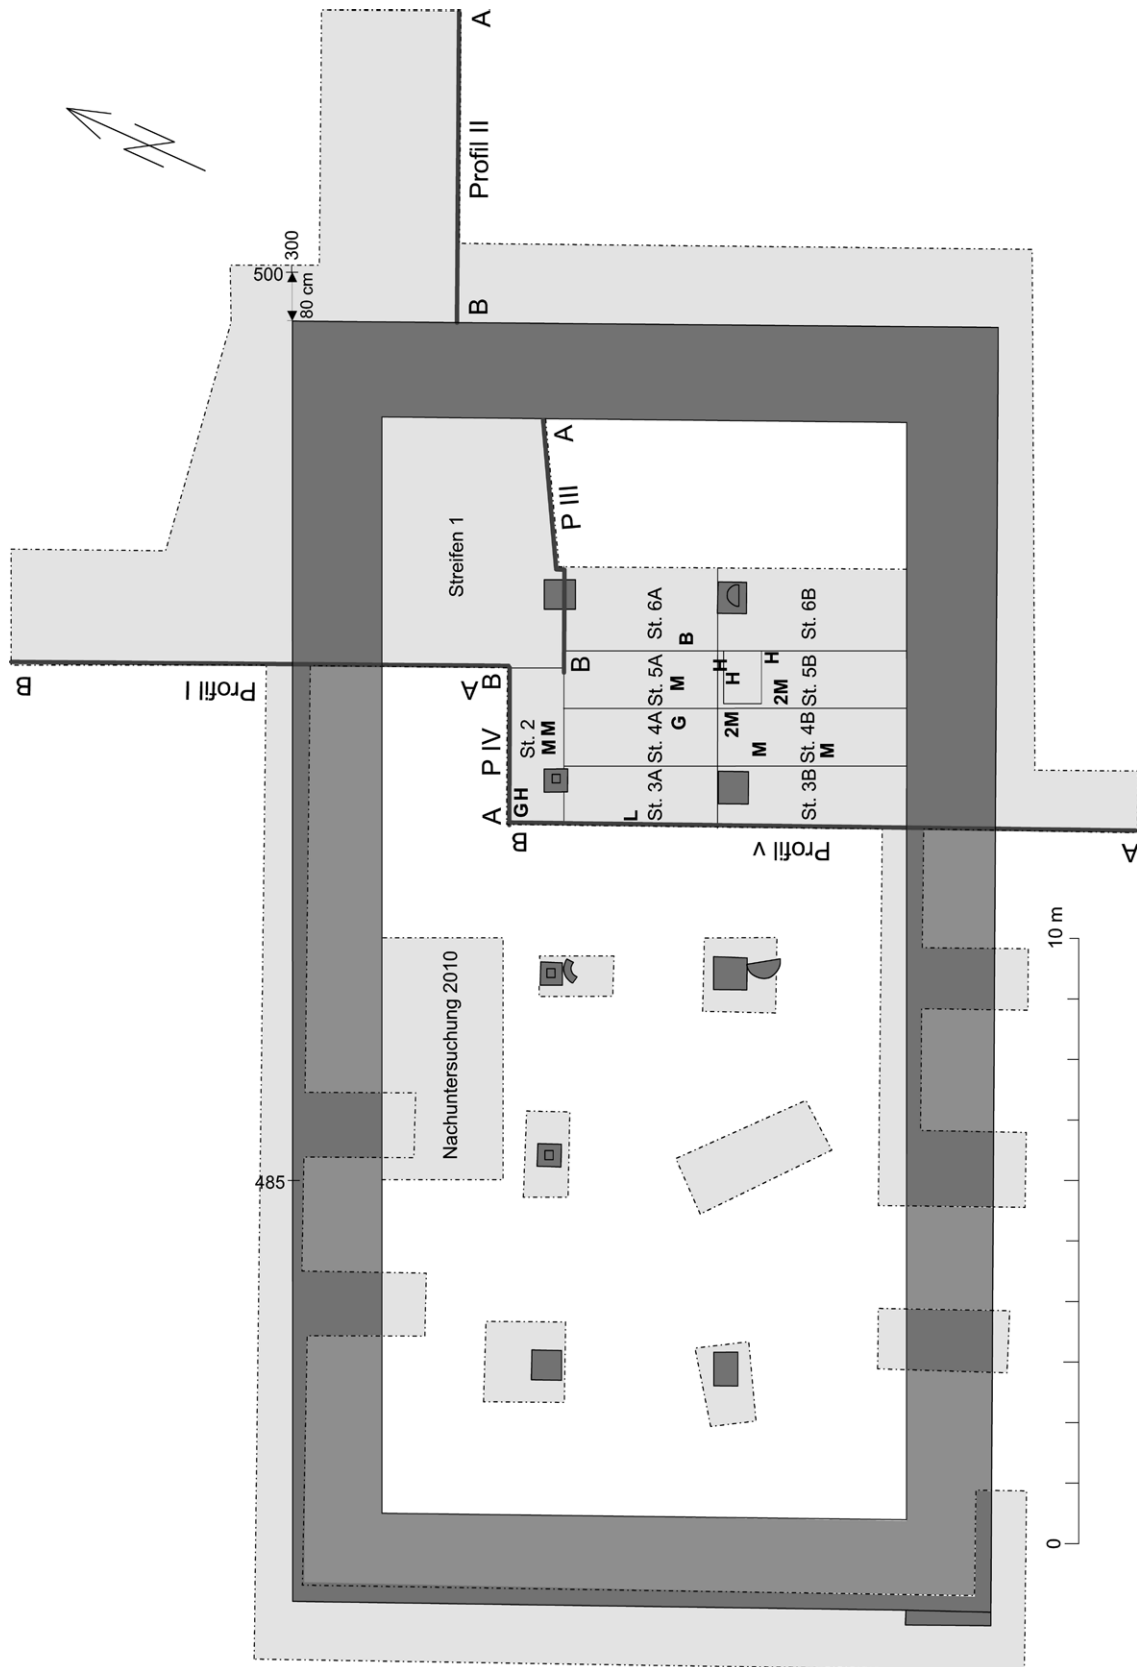 A
Profil II
B
300
500
80 cm
Streifen 1
A
P III
B
B
Profil I
A
B
P IV
A
St. 2
M M
G H
B
St. 6A
B
St. 6B
St. 5A
M
H
H
H
2M
St. 5B
St. 4A
G
2M
M
St. 4B
M
St. 3A
L
St. 3B
Profil v
A
Nachuntersuchung 2010
485
10 m
0